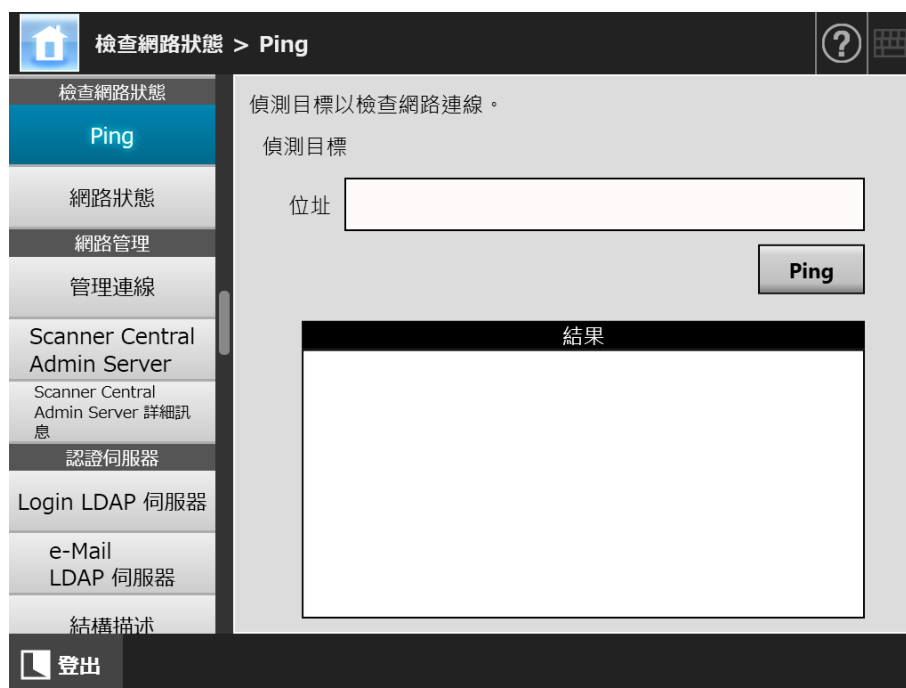 檢查網路狀態 > Ping
檢查網路狀態
Ping
網路狀態
網路管理
管理連線
Scanner Central
Admin Server
Scanner Central
Admin Server 詳細訊
息
認證伺服器
Login LDAP 伺服器
e-Mail
LDAP 伺服器
結構描述
登出
偵測目標以檢查網路連線。
偵測目標
位址
Ping
結果